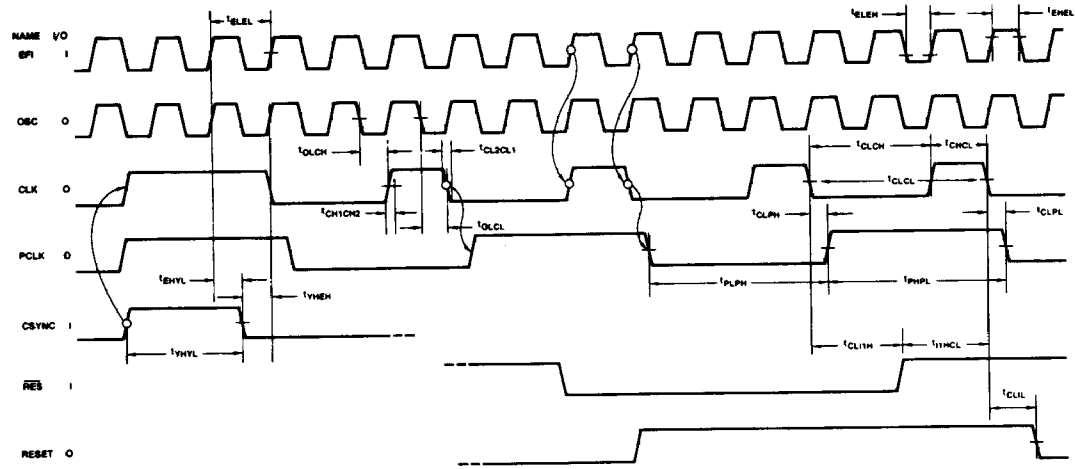 tELEL
tELEH
tEHEL
NAME I/O
EFI I
OSC O
tOLCH
tCL2CL1
tCLCH
tCHCL
CLK O
tCLCL
tCH1CH2
tOLCL
tCLPH
tCLPL
PCLK O
tEHYL
tYHEH
tPLPH
tPHPL
CSYNC I
tYHYL
tCLI1H
tI1HCL
RES I
tCLIL
RESET O